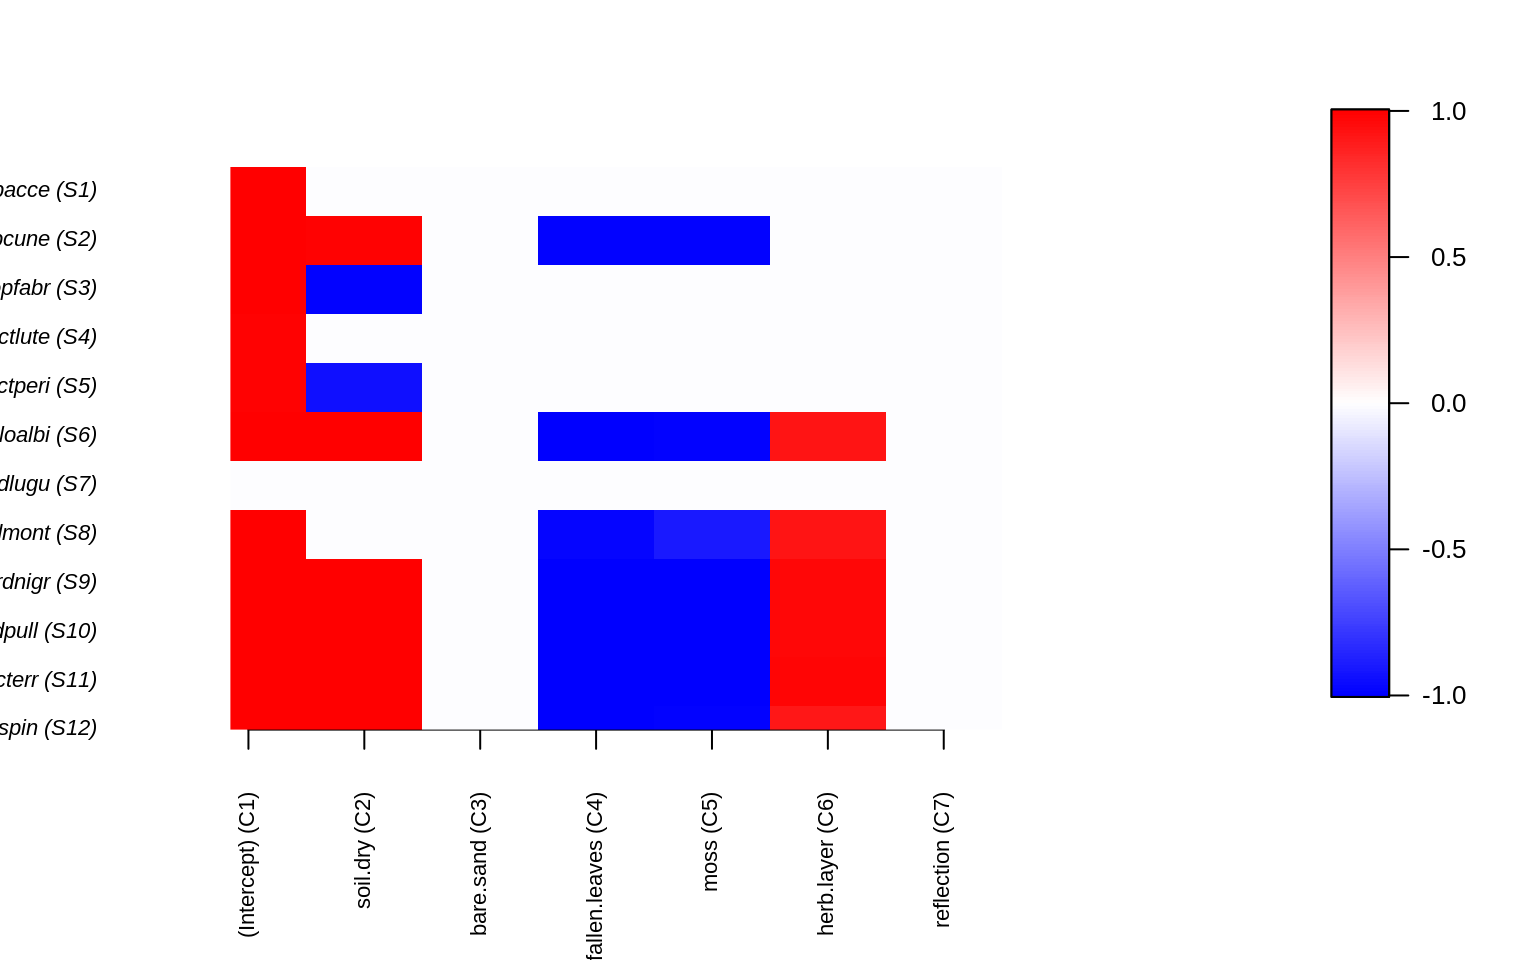 1.0
0.5
0.0
-0.5
-1.0
pacce (S1)
ocune (S2)
pfabr (S3)
ctlute (S4)
ctperi (S5)
loalbi (S6)
dlugu (S7)
lmont (S8)
rdnigr (S9)
dpull (S10)
cterr (S11)
spin (S12)
(Intercept) (C1)
soil.dry (C2)
bare.sand (C3)
fallen.leaves (C4)
moss (C5)
herb.layer (C6)
reflection (C7)